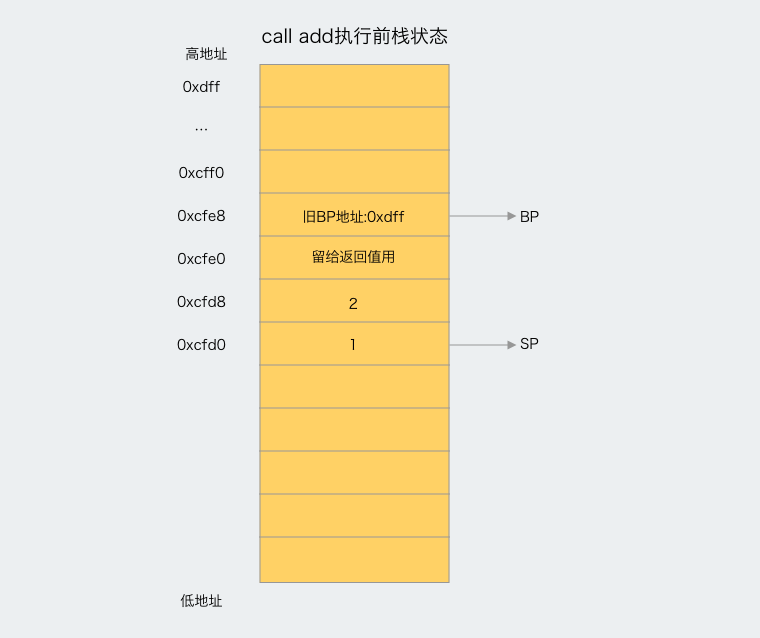 call add执行前栈状态
高地址
0xdff
...
0xcff0
0xcfe8
旧BP地址:0xdff
BP
0xcfe0
留给返回值用
0xcfd8
2
0xcfd0
1
SP
低地址